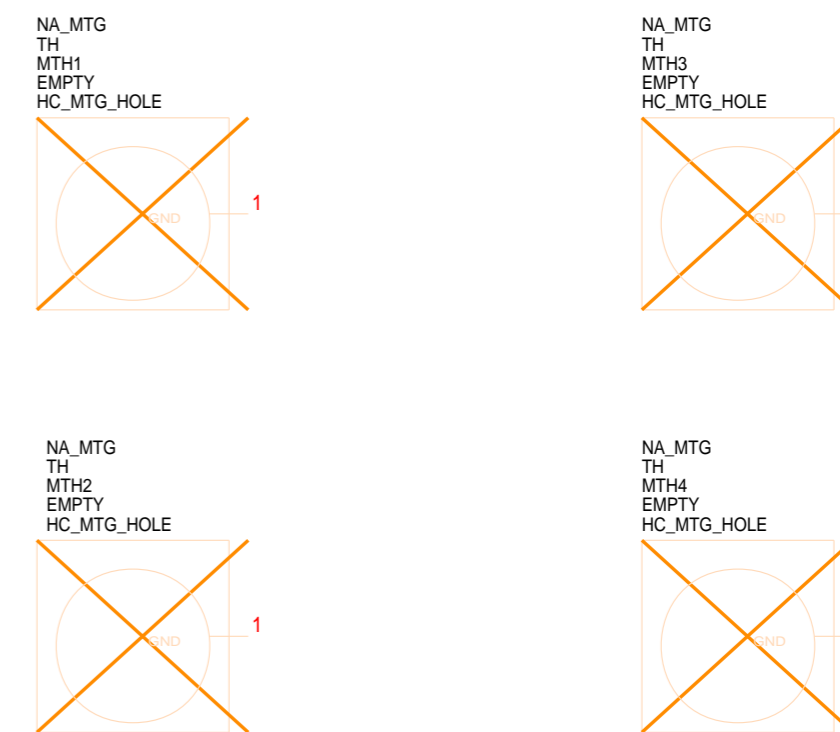 NA_MTG
TH
MTH1
EMPTY
HC_MTG_HOLE
GND
1
NA_MTG
TH
MTH3
EMPTY
HC_MTG_HOLE
GND
NA_MTG
TH
MTH2
EMPTY
HC_MTG_HOLE
GND
1
NA_MTG
TH
MTH4
EMPTY
HC_MTG_HOLE
GND